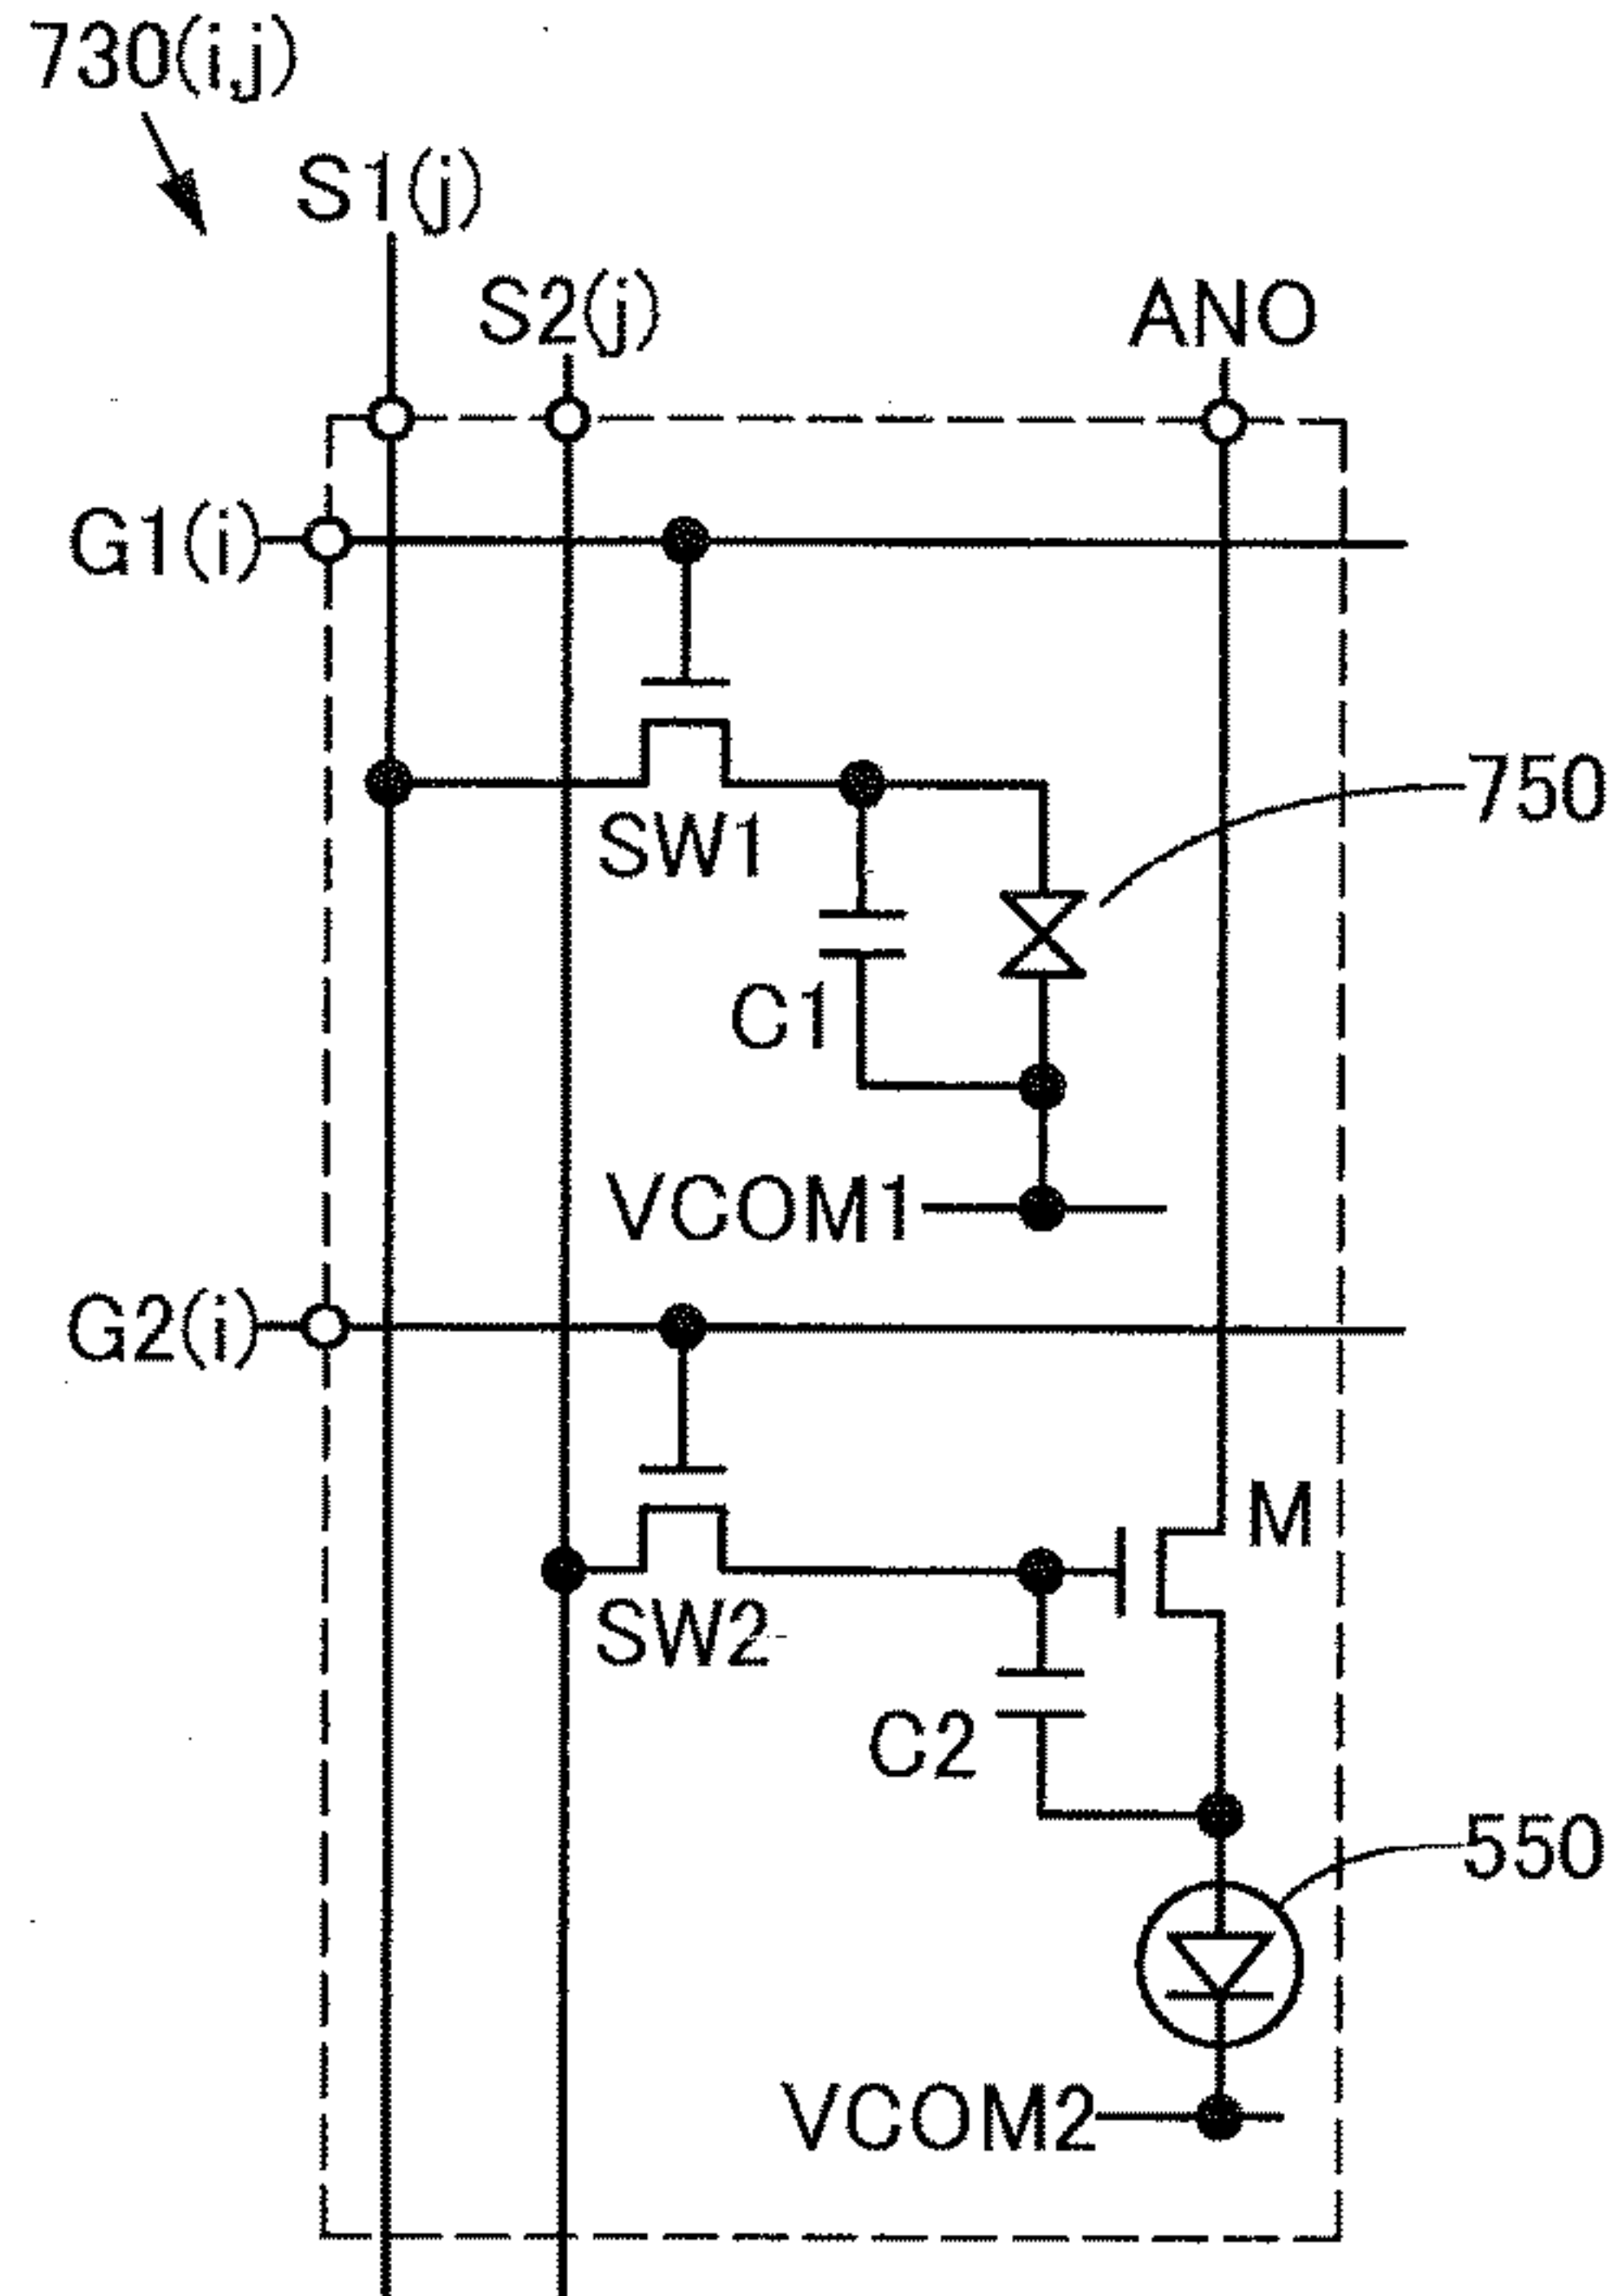 730(i,j)
S1(j)
S2(j)
ANO
G1(i)
750
SW1
C1
VCOM1
G2(i)
M
SW2
C2
550
VCOM2